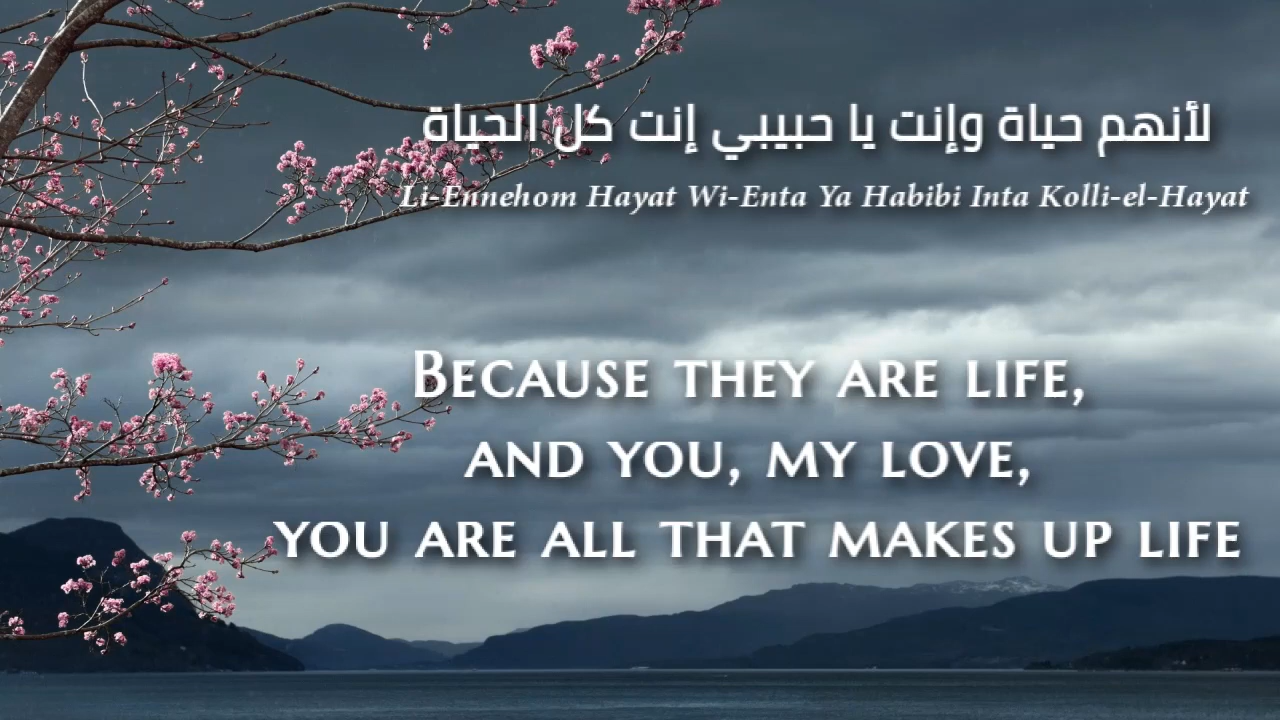 لأنهم حياة وإنت يا حبيبي إنت كل الحياة
Li-Ennehom Hayat Wi-Enta Ya Habibi Inta Kolli-el-Hayat
Because they are life,
and you, my love,
you are all that makes up life